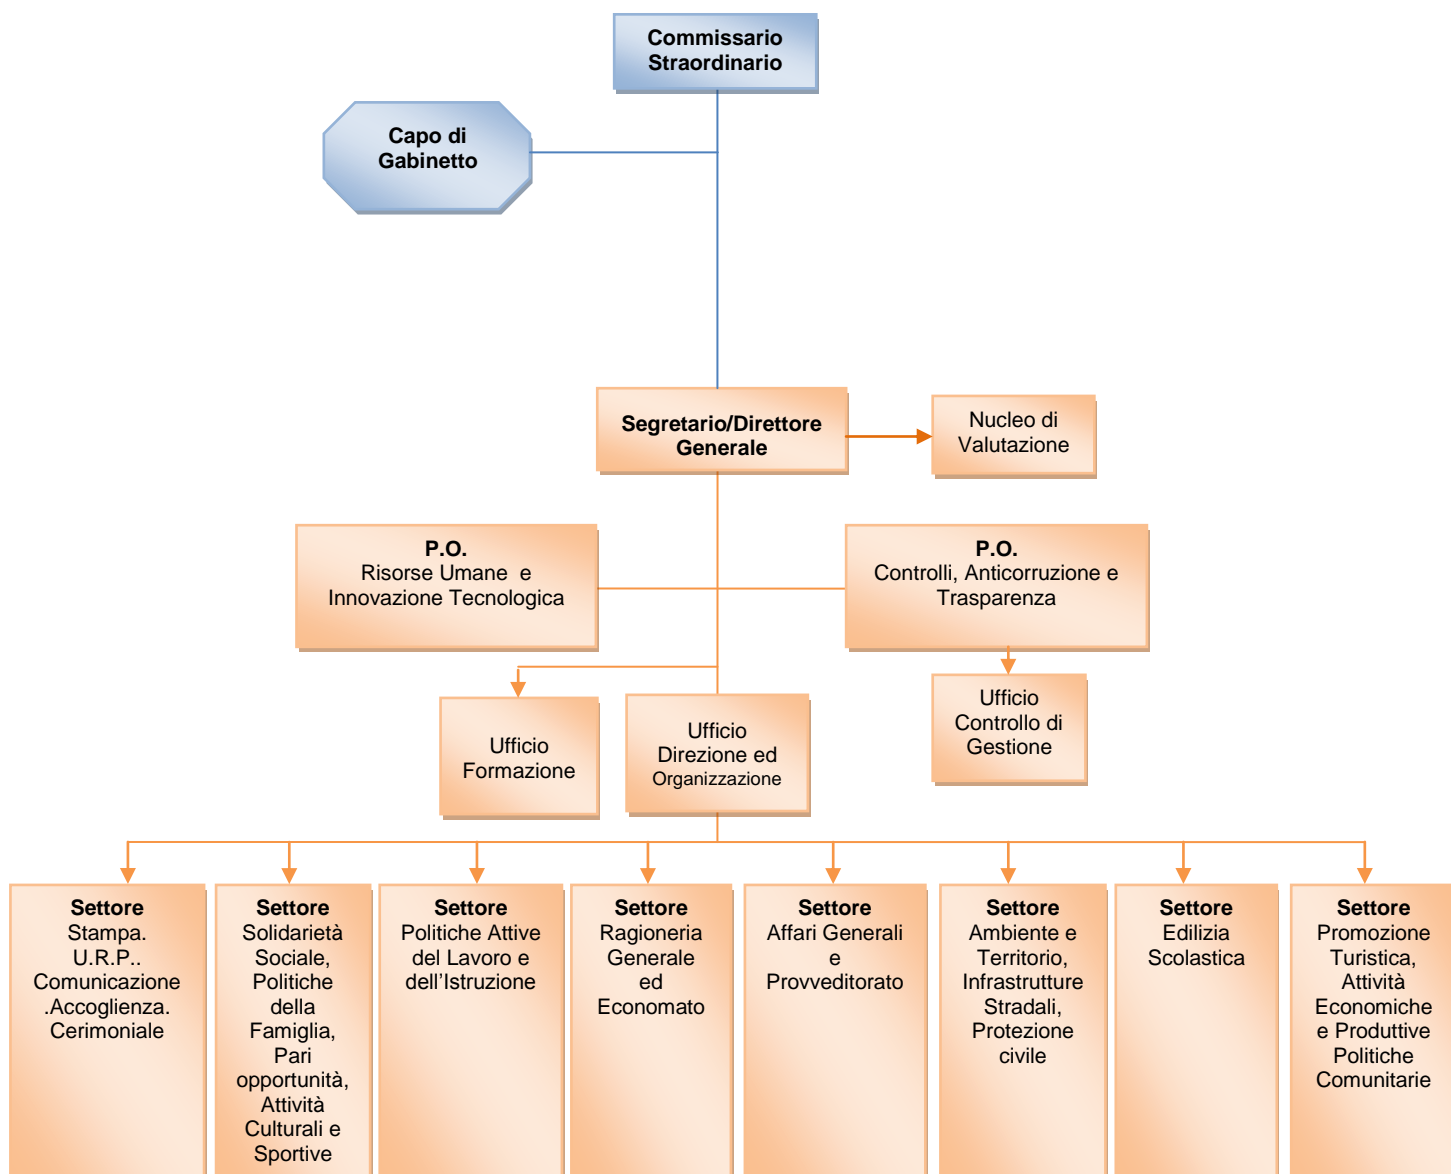 Commissario
Straordinario
Capo di
Gabinetto
Segretario/Direttore
Generale
Nucleo di
Valutazione
P.O.
Risorse Umane e
Innovazione Tecnologica
P.O.
Controlli, Anticorruzione e
Trasparenza
Ufficio
Formazione
Ufficio
Direzione ed
Organizzazione
Ufficio
Controllo di
Gestione
Settore
Stampa.
U.R.P..
Comunicazione
.Accoglienza.
Cerimoniale
Settore
Solidarietà
Sociale,
Politiche
della
Famiglia,
Pari
opportunità,
Attività
Culturali e
Sportive
Settore
Politiche Attive
del Lavoro e
dell'Istruzione
Settore
Ragioneria
Generale
ed
Economato
Settore
Affari Generali
e
Provveditorato
Settore
Ambiente e
Territorio,
Infrastrutture
Stradali,
Protezione
civile
Settore
Edilizia
Scolastica
Settore
Promozione
Turistica,
Attività
Economiche
e Produttive
Politiche
Comunitarie